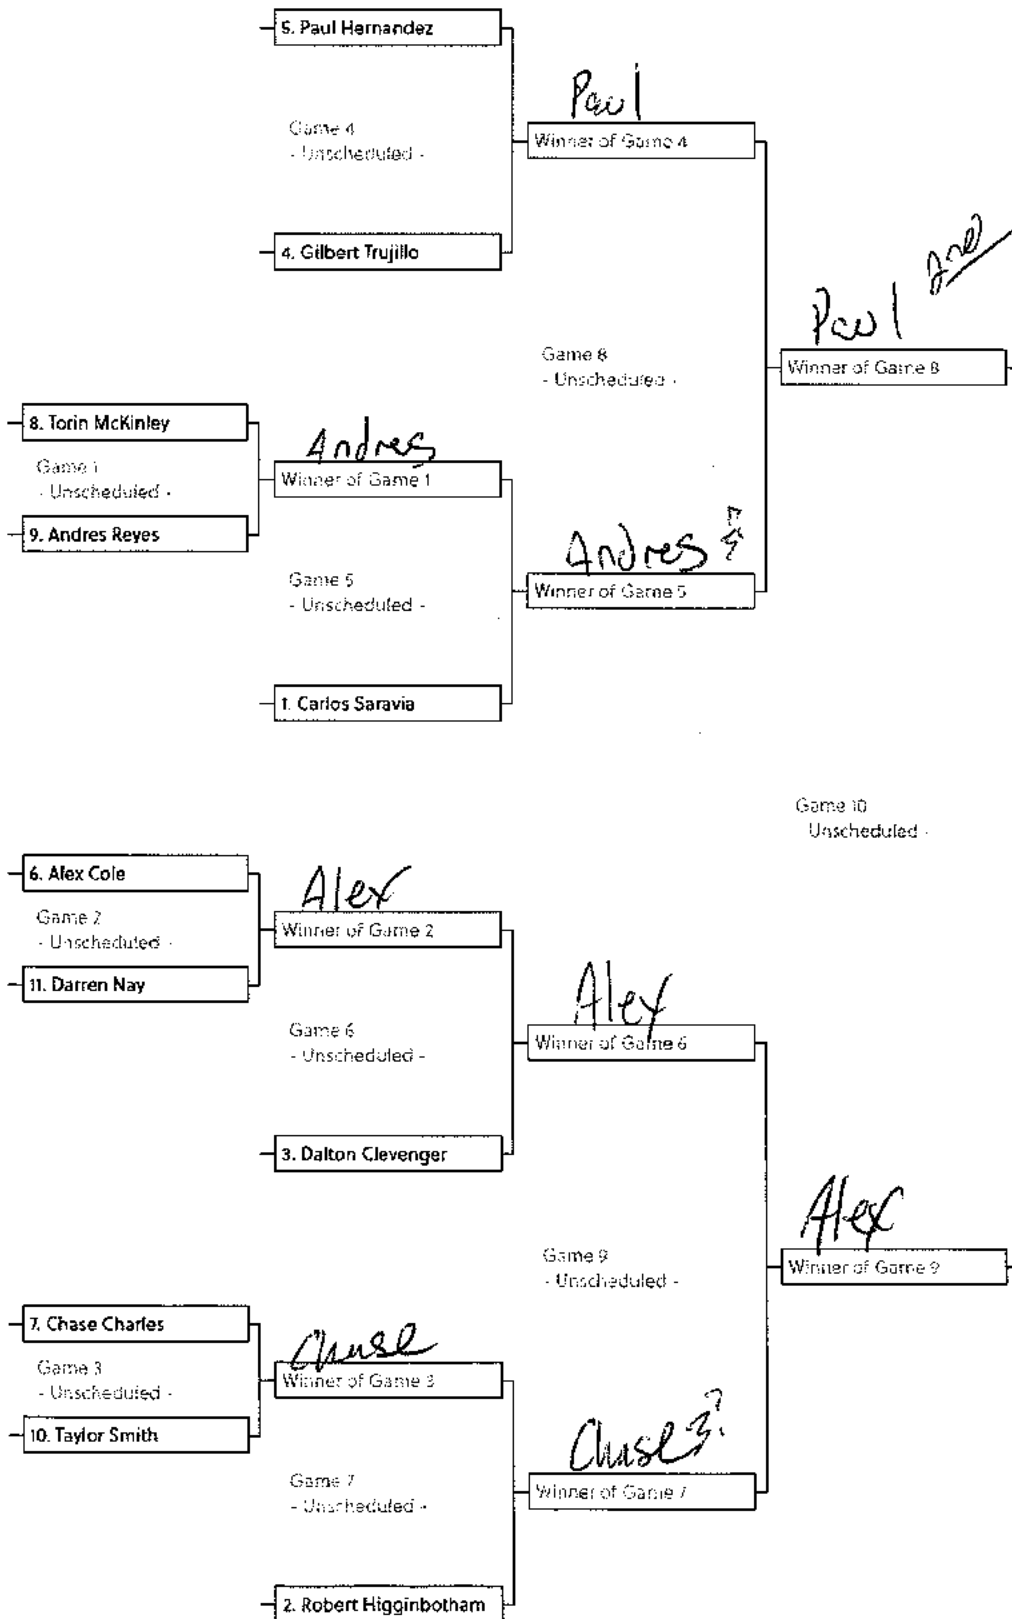 5. Paul Hernandez
Paul
Game 4
- Unscheduled -
Winner of Game 4
4. Gilbert Trujillo
2nd
Paul
Game 8
- Unscheduled -
Winner of Game 8
8. Torin McKinley
Andres
Game 1
- Unscheduled -
Winner of Game 1
9. Andres Reyes
Andres
Game 5
- Unscheduled -
Winner of Game 5
1. Carlos Saravia
Game 10
Unscheduled -
6. Alex Cole
Alex
Game 2
- Unscheduled -
Winner of Game 2
11. Darren Nay
Alex
Game 6
- Unscheduled -
Winner of Game 6
3. Dalton Clevenger
Alex
Game 9
- Unscheduled -
Winner of Game 9
7. Chase Charles
Chase
Game 3
- Unscheduled -
Winner of Game 3
10. Taylor Smith
Chase 3?
Game 7
- Unscheduled -
Winner of Game 7
2. Robert Higginbotham